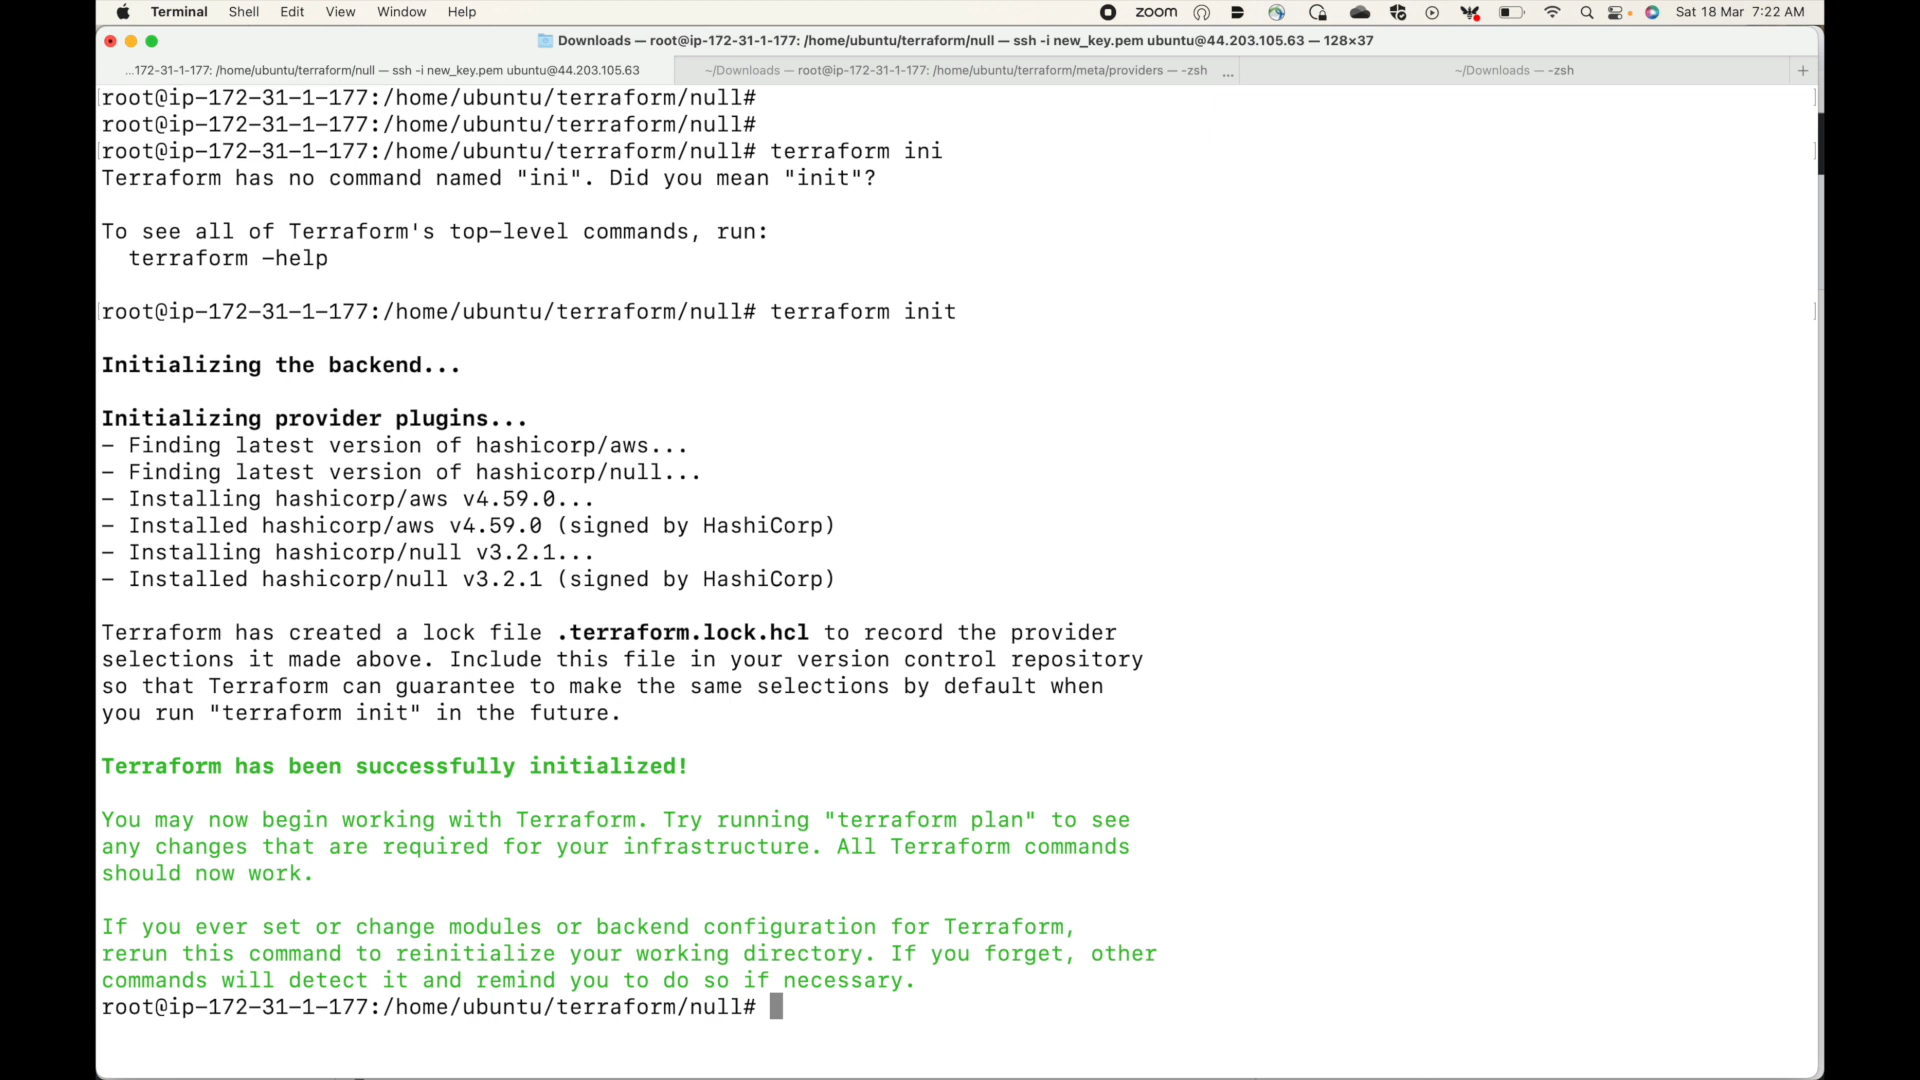 Terminal Shell Edit View Window Help zoom Sat 18 Mar 7:22 AM
Downloads — root@ip-172-31-1-177: /home/ubuntu/terraform/null — ssh -i new_key.pem ubuntu@44.203.105.63 — 128×37
...172-31-1-177: /home/ubuntu/terraform/null — ssh -i new_key.pem ubuntu@44.203.105.63 ~/Downloads — root@ip-172-31-1-177: /home/ubuntu/terraform/meta/providers — -zsh ... ~/Downloads — -zsh +
root@ip-172-31-1-177:/home/ubuntu/terraform/null#
root@ip-172-31-1-177:/home/ubuntu/terraform/null#
root@ip-172-31-1-177:/home/ubuntu/terraform/null# terraform ini
Terraform has no command named "ini". Did you mean "init"?
To see all of Terraform's top-level commands, run:
terraform -help
root@ip-172-31-1-177:/home/ubuntu/terraform/null# terraform init
Initializing the backend...
Initializing provider plugins...
- Finding latest version of hashicorp/aws...
- Finding latest version of hashicorp/null...
- Installing hashicorp/aws v4.59.0...
- Installed hashicorp/aws v4.59.0 (signed by HashiCorp)
- Installing hashicorp/null v3.2.1...
- Installed hashicorp/null v3.2.1 (signed by HashiCorp)
Terraform has created a lock file .terraform.lock.hcl to record the provider
selections it made above. Include this file in your version control repository
so that Terraform can guarantee to make the same selections by default when
you run "terraform init" in the future.
Terraform has been successfully initialized!
You may now begin working with Terraform. Try running "terraform plan" to see
any changes that are required for your infrastructure. All Terraform commands
should now work.
If you ever set or change modules or backend configuration for Terraform,
rerun this command to reinitialize your working directory. If you forget, other
commands will detect it and remind you to do so if necessary.
root@ip-172-31-1-177:/home/ubuntu/terraform/null#